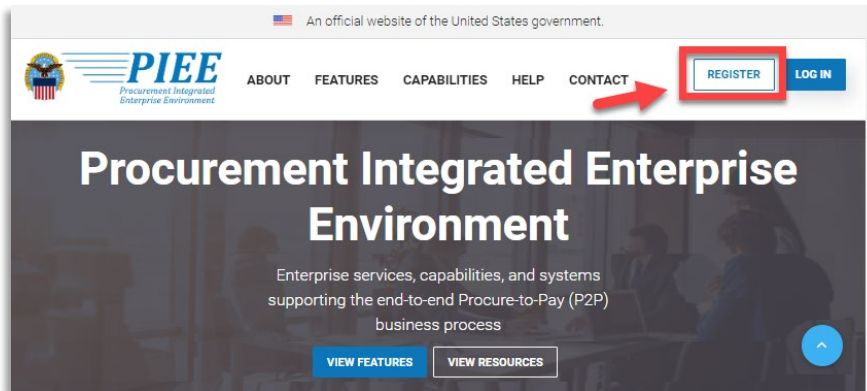 An official website of the United States government.
PIEE
Procurement Integrated
Enterprise Environment
ABOUT FEATURES CAPABILITIES HELP CONTACT REGISTER LOG IN
Procurement Integrated Enterprise
Environment
Enterprise services, capabilities, and systems
supporting the end-to-end Procure-to-Pay (P2P)
business process
VIEW FEATURES VIEW RESOURCES